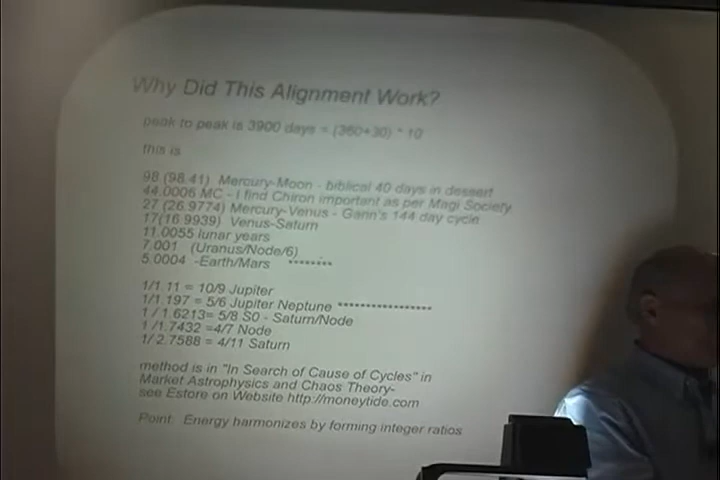 Why Did This Alignment Work?
peak to peak is 3900 days = (360+30) * 10
this is
98 (98.41) Mercury-Moon - biblical 40 days in dessert
44.0006 MC - I find Chiron important as per Magi Society
27 (26.9774) Mercury-Venus - Gann's 144 day cycle
17(16.9939) Venus-Saturn
11.0055 lunar years
7.001 (Uranus/Node/6)
5.0004 -Earth/Mars ********
1/1.11 = 10/9 Jupiter
1/1.197 = 5/6 Jupiter Neptune *****************
1 / 1.6213= 5/8 S0 - Saturn/Node
1 /1.7432 =4/7 Node
1/ 2.7588 = 4/11 Saturn
method is in "In Search of Cause of Cycles" in
Market Astrophysics and Chaos Theory-
see Estore on Website http://moneytide.com
Point: Energy harmonizes by forming integer ratios